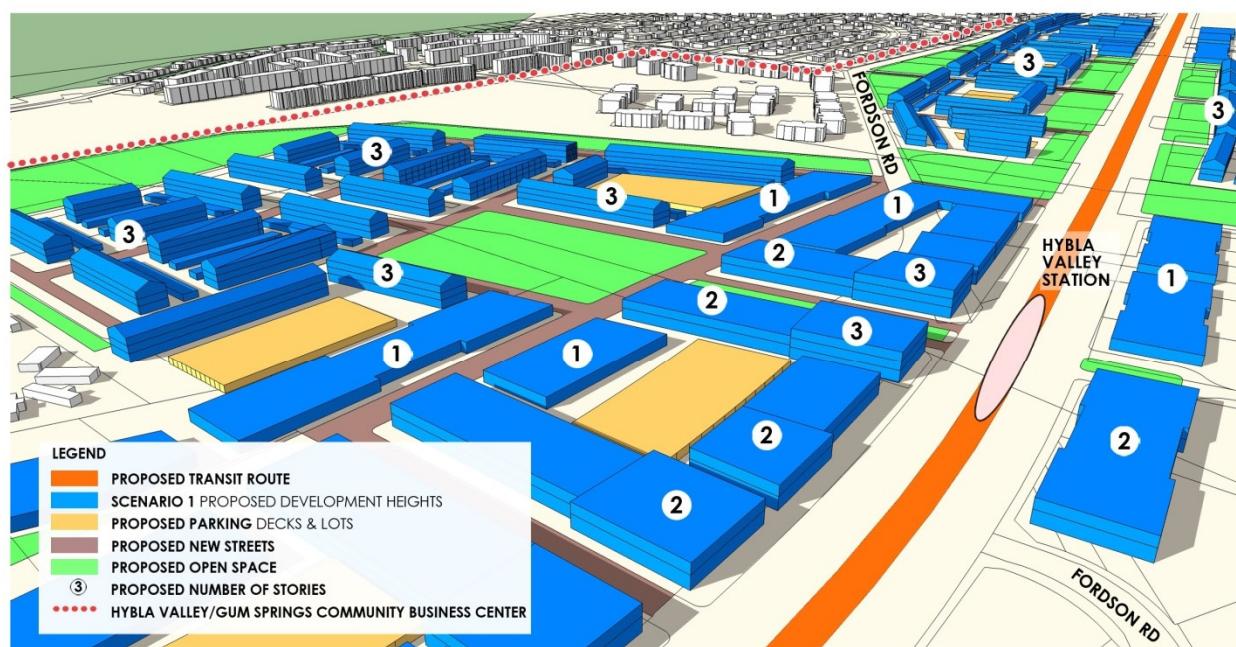 3
3
FORDSON RD
3
3
3
1
1
3
2
3
HYBLA
VALLEY
STATION
1
3
2
3
1
1
2
2
2
LEGEND
PROPOSED TRANSIT ROUTE
SCENARIO 1 PROPOSED DEVELOPMENT HEIGHTS
PROPOSED PARKING DECKS & LOTS
PROPOSED NEW STREETS
PROPOSED OPEN SPACE
3 PROPOSED NUMBER OF STORIES
HYBLA VALLEY/GUM SPRINGS COMMUNITY BUSINESS CENTER
FORDSON RD